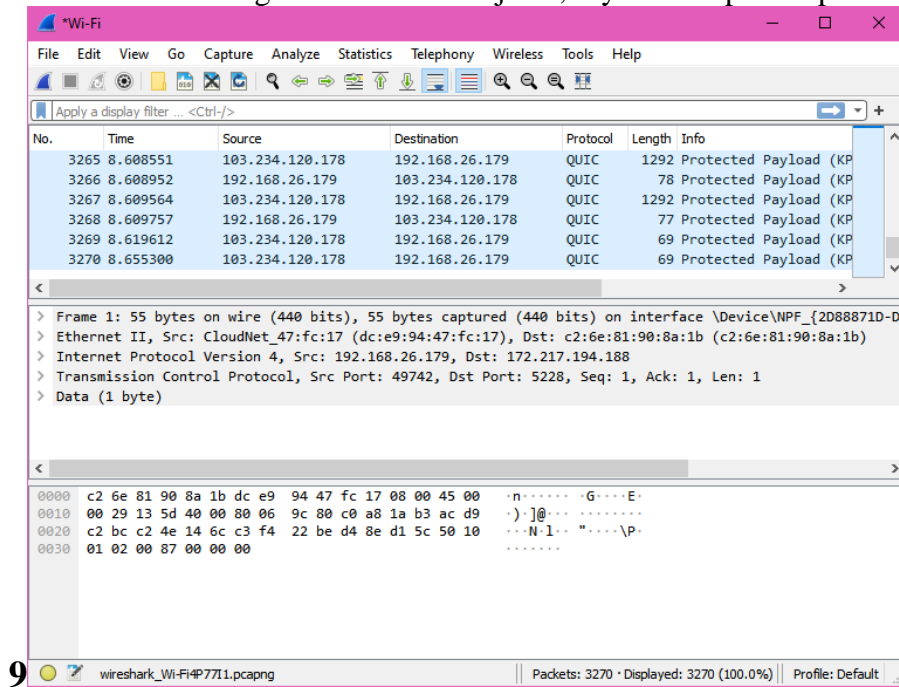 *Wi-Fi
File Edit View Go Capture Analyze Statistics Telephony Wireless Tools Help
Apply a display filter ... <Ctrl-/>
No. Time Source Destination Protocol Length Info
3265 8.608551 103.234.120.178 192.168.26.179 QUIC 1292 Protected Payload (KP
3266 8.608952 192.168.26.179 103.234.120.178 QUIC 78 Protected Payload (KP
3267 8.609564 103.234.120.178 192.168.26.179 QUIC 1292 Protected Payload (KP
3268 8.609757 192.168.26.179 103.234.120.178 QUIC 77 Protected Payload (KP
3269 8.619612 103.234.120.178 192.168.26.179 QUIC 69 Protected Payload (KP
3270 8.655300 103.234.120.178 192.168.26.179 QUIC 69 Protected Payload (KP
> Frame 1: 55 bytes on wire (440 bits), 55 bytes captured (440 bits) on interface \Device\NPF_{2D88871D-D
> Ethernet II, Src: CloudNet_47:fc:17 (dc:e9:94:47:fc:17), Dst: c2:6e:81:90:8a:1b (c2:6e:81:90:8a:1b)
> Internet Protocol Version 4, Src: 192.168.26.179, Dst: 172.217.194.188
> Transmission Control Protocol, Src Port: 49742, Dst Port: 5228, Seq: 1, Ack: 1, Len: 1
> Data (1 byte)
0000 c2 6e 81 90 8a 1b dc e9 94 47 fc 17 08 00 45 00 ·n······ ·G····E·
0010 00 29 13 5d 40 00 80 06 9c 80 c0 a8 1a b3 ac d9 ·)·]@··· ········
0020 c2 bc c2 4e 14 6c c3 f4 22 be d4 8e d1 5c 50 10 ···N·l·· "····\P·
0030 01 02 00 87 00 00 00 ·······
9
wireshark_Wi-Fi4P77I1.pcapng Packets: 3270 · Displayed: 3270 (100.0%) Profile: Default